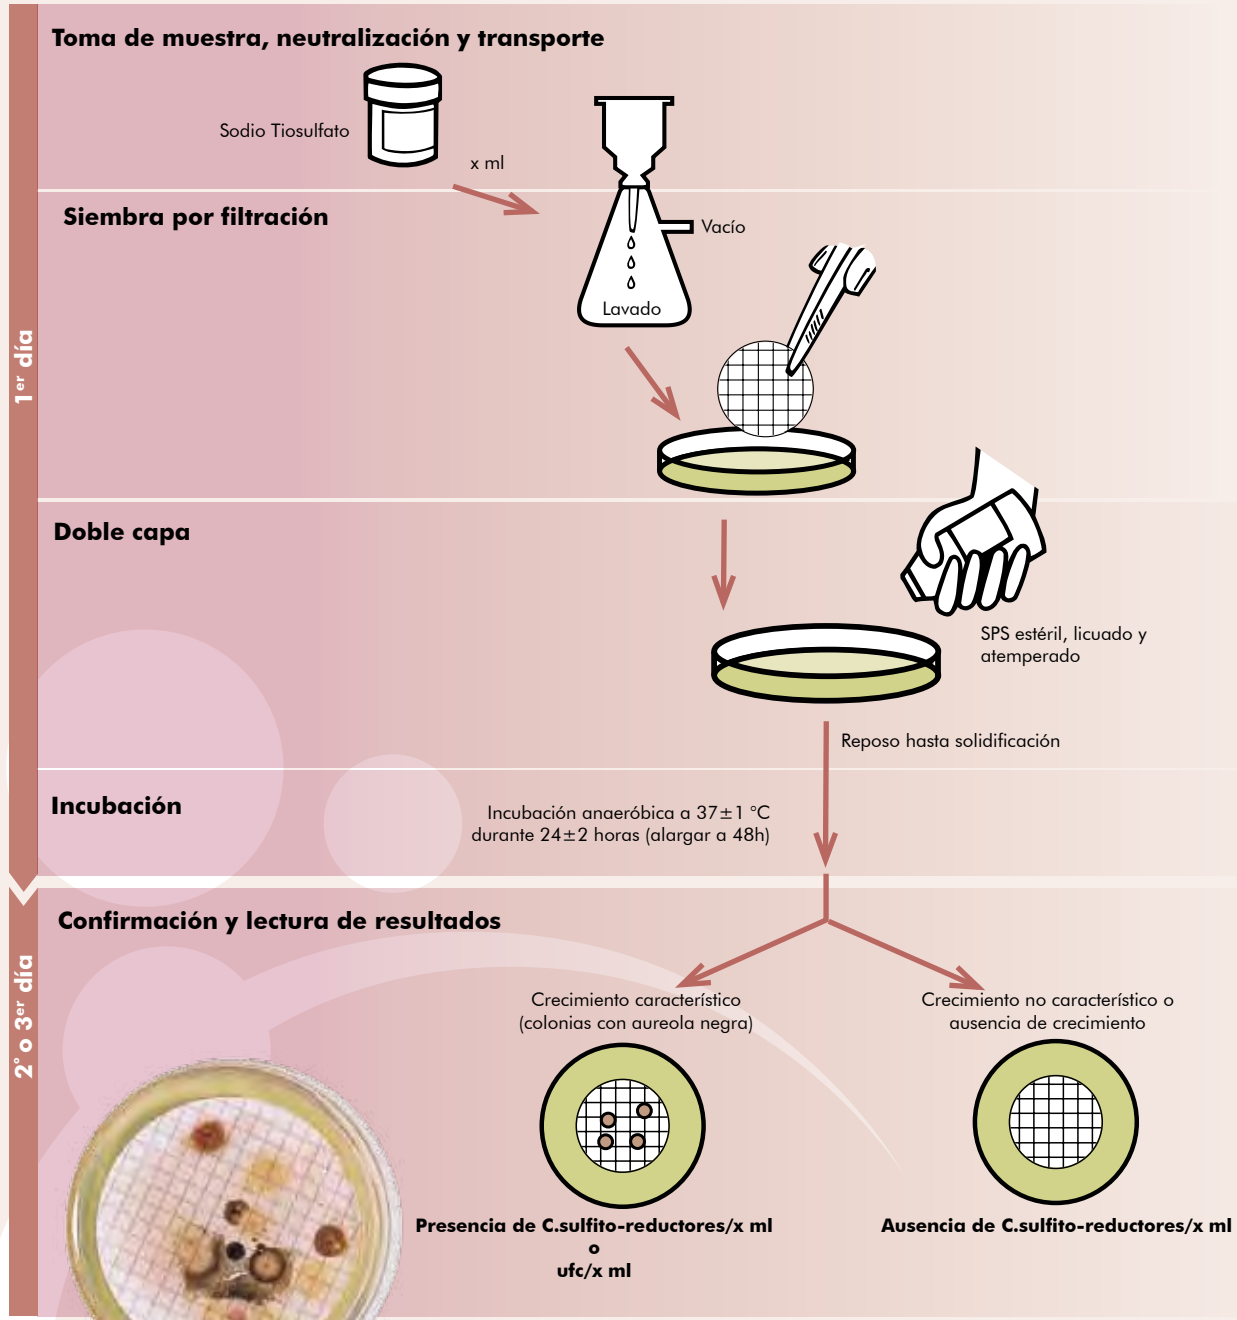 Toma de muestra, neutralización y transporte
Sodio Tiosulfato
x ml
Siembra por filtración
Vacío
Lavado
1er día
Doble capa
SPS estéril, licuado y
atemperado
Reposo hasta solidificación
Incubación
Incubación anaeróbica a 37±1 °C
durante 24±2 horas (alargar a 48h)
2° o 3er día
Confirmación y lectura de resultados
Crecimiento característico
(colonias con aureola negra)
Crecimiento no característico o
ausencia de crecimiento
Presencia de C.sulfito-reductores/x ml
o
ufc/x ml
Ausencia de C.sulfito-reductores/x ml